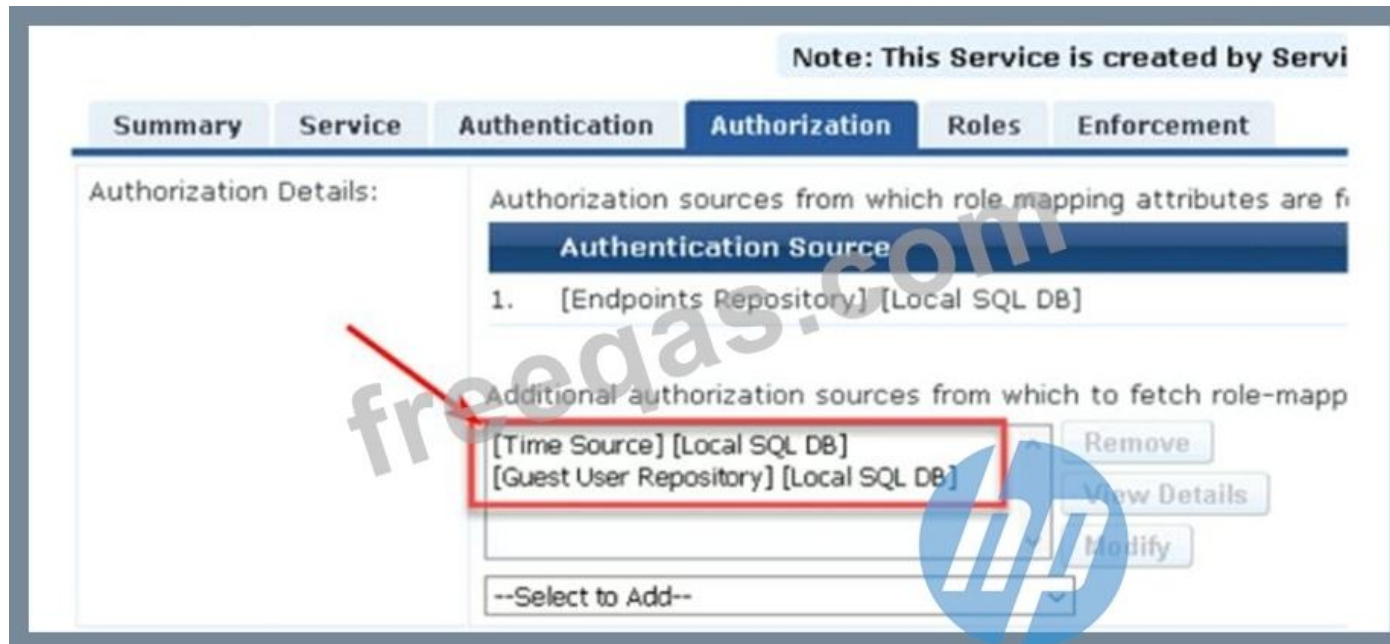 Note: This Service is created by Servi
Summary Service Authentication Authorization Roles Enforcement
Authorization Details:
Authorization sources from which role mapping attributes are f
Authentication Source
1. [Endpoints Repository] [Local SQL DB]
Additional authorization sources from which to fetch role-mapp
[Time Source] [Local SQL DB]
[Guest User Repository] [Local SQL DB]
Remove
View Details
Modify
--Select to Add--
freeqas.com
hp